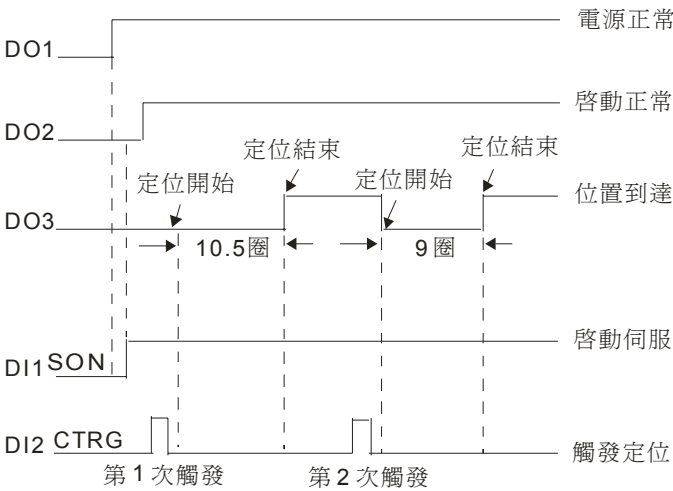 電源正常
DO1
啓動正常
DO2
定位結束
定位結束
定位開始
定位開始
位置到達
DO3
10.5圈
9圈
啓動伺服
DI1 SON
DI2 CTRG
觸發定位
第1次觸發
第2次觸發